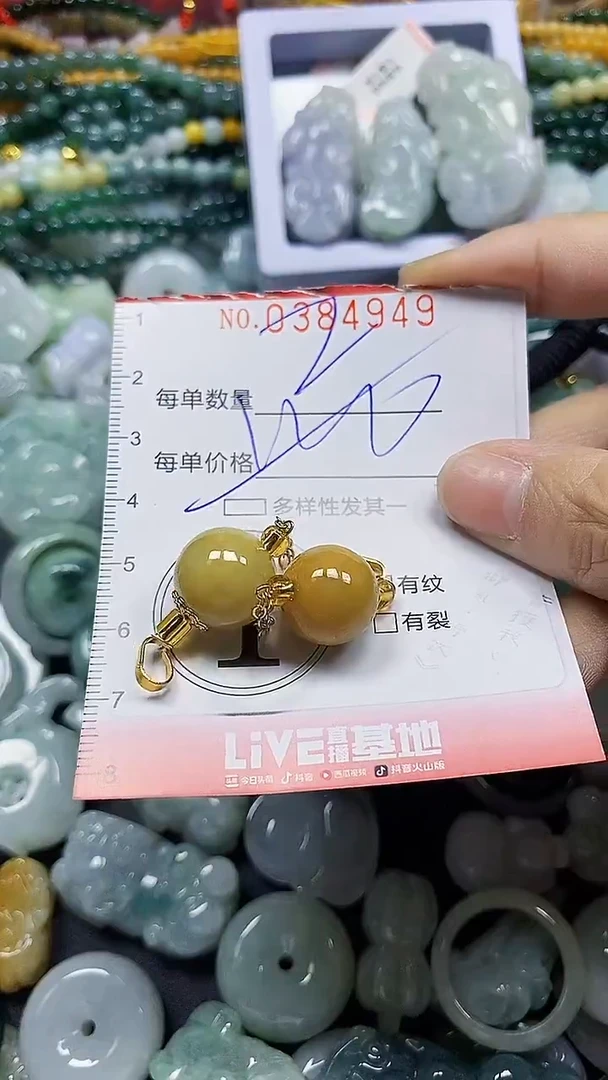 NO.0384949
1
2
每单数量
3
每单价格
4
多样性发其一
5
有纹
6
有裂
7
LiVE直播基地
8
今日头条 抖音 西瓜视频 抖音火山版